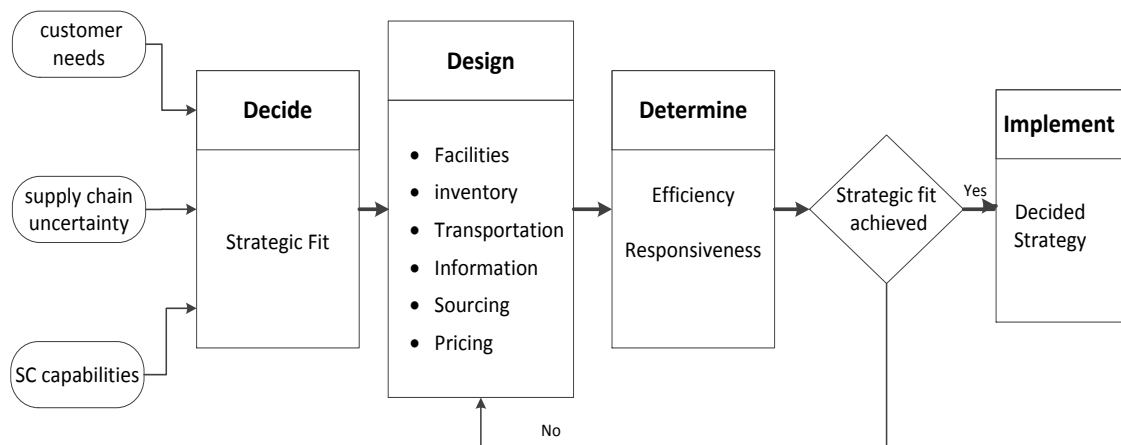 customer
needs
supply chain
uncertainty
SC capabilities
Decide
Strategic Fit
Design
• Facilities
• inventory
• Transportation
• Information
• Sourcing
• Pricing
Determine
Efficiency
Responsiveness
Strategic fit
achieved
Yes
No
Implement
Decided
Strategy